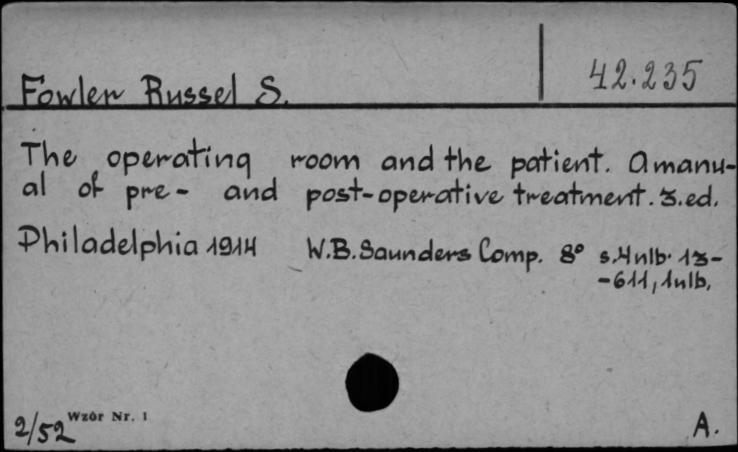 42.235
Fowler Russel S.
The operating room and the patient. A manu-
al of pre- and post-operative treatment. 3.ed.
Philadelphia 1914 W.B. Saunders Comp. 8° s.4nlb. 13-
-611, 1nlb.
2/52 Wzór Nr. 1
A.